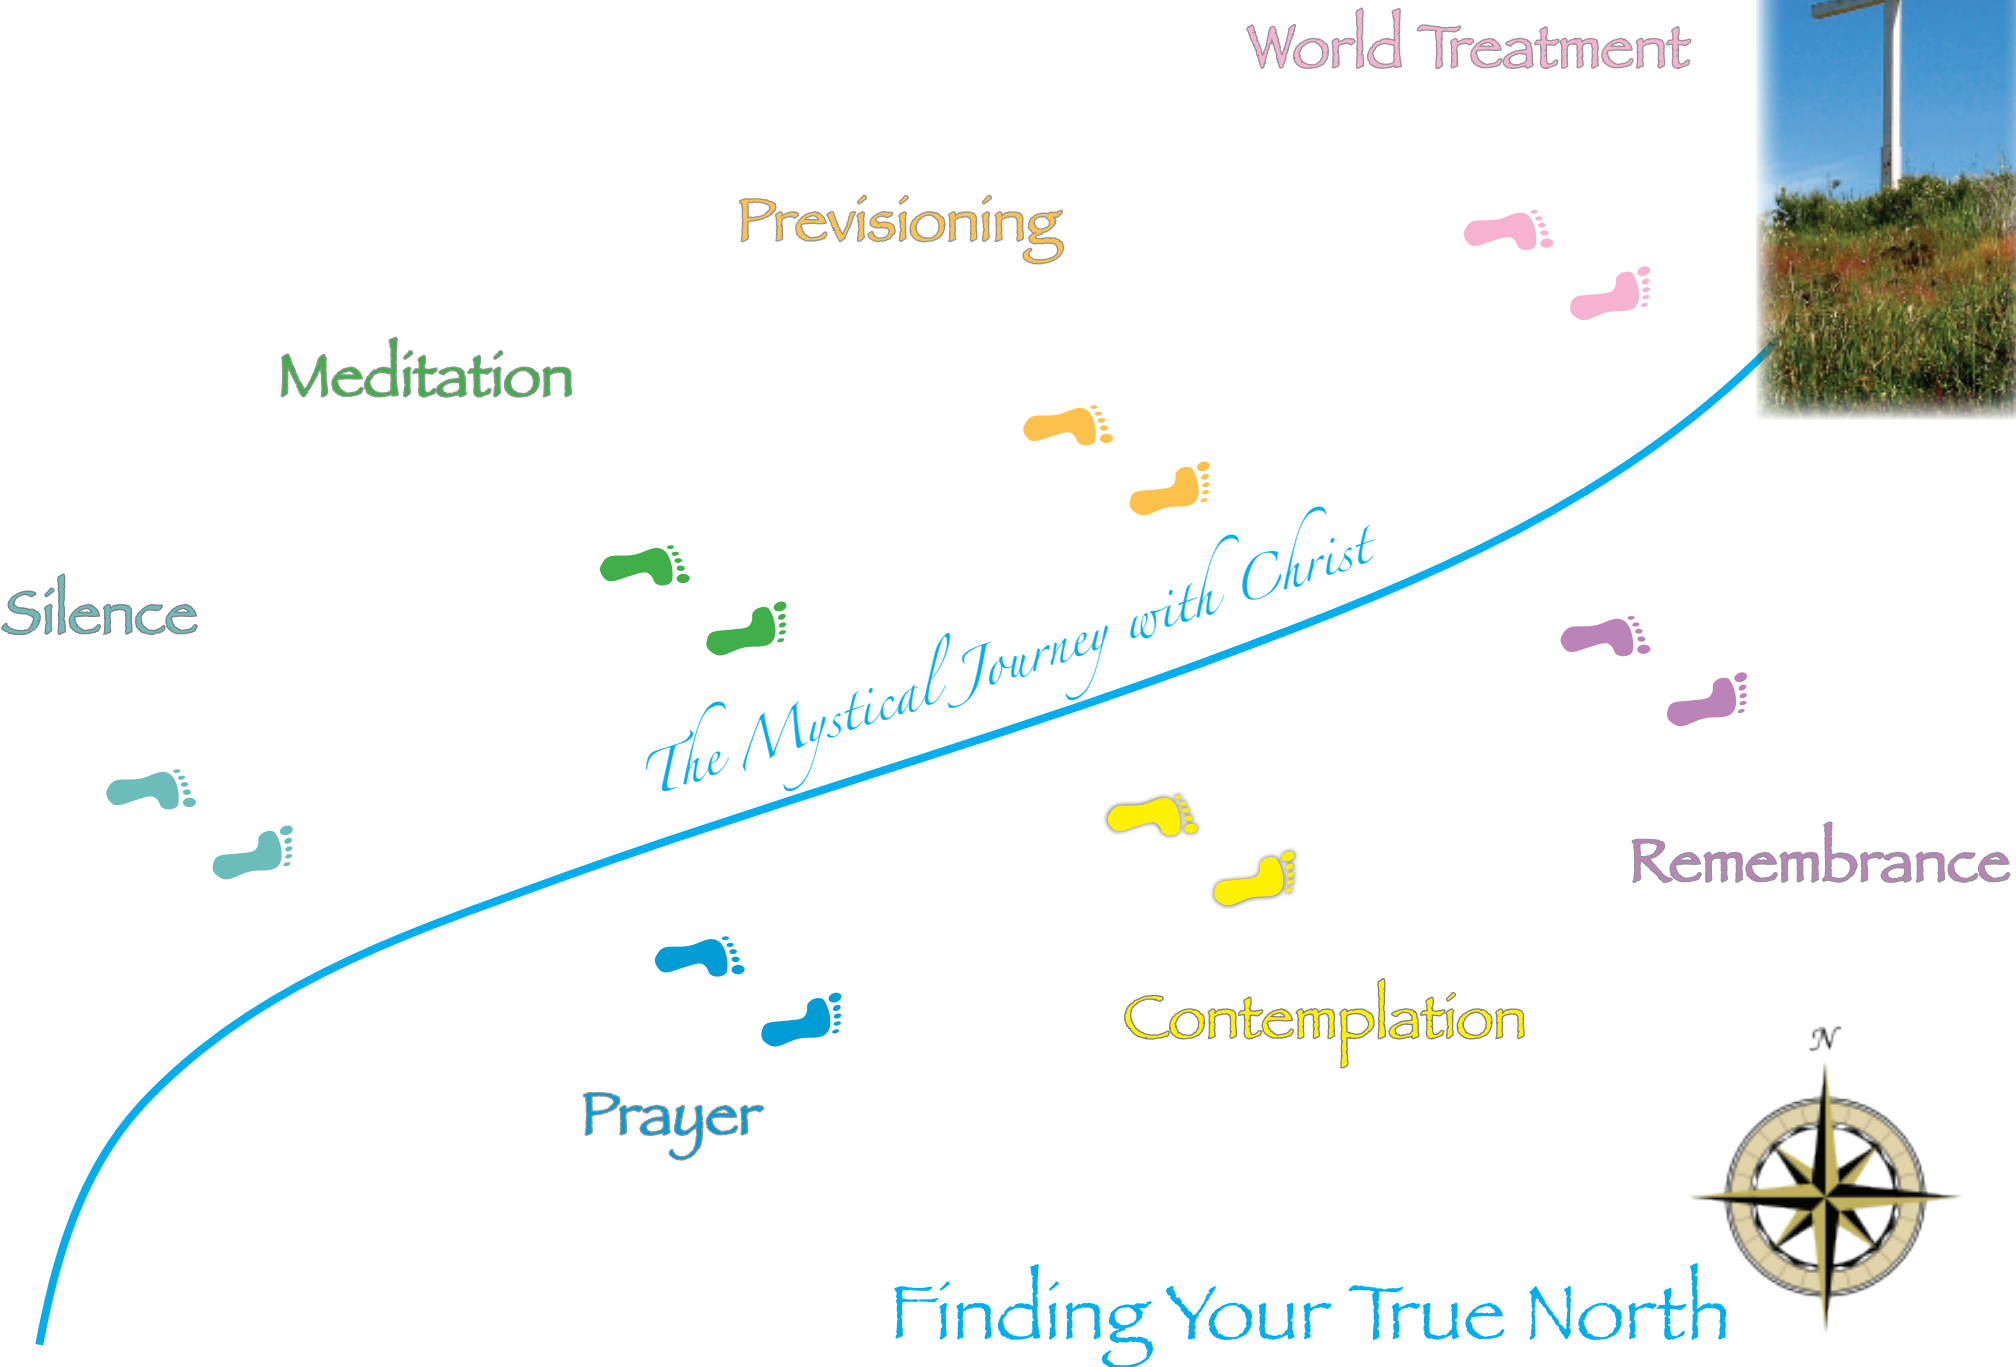 World Treatment
Previsioning
Meditation
Silence
The Mystical Journey with Christ
Remembrance
Contemplation
Prayer
N
Finding Your True North